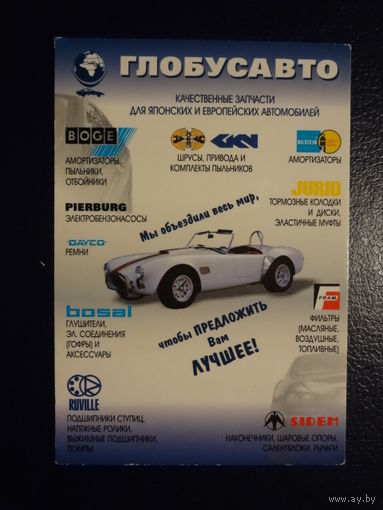 ГЛОБУСАВТО
КАЧЕСТВЕННЫЕ ЗАПЧАСТИ
ДЛЯ ЯПОНСКИХ И ЕВРОПЕЙСКИХ АВТОМОБИЛЕЙ
BOGE
АМОРТИЗАТОРЫ,
ПЫЛЬНИКИ,
ОТБОЙНИКИ
GKN
ШРУСЫ, ПРИВОДА И
КОМПЛЕКТЫ ПЫЛЬНИКОВ
BILSTEIN
АМОРТИЗАТОРЫ
PIERBURG
ЭЛЕКТРОБЕНЗОНАСОСЫ
JURID
ТОРМОЗНЫЕ КОЛОДКИ
И ДИСКИ,
ЭЛАСТИЧНЫЕ МУФТЫ
DAYCO
РЕМНИ
Мы объездили весь мир,
чтобы ПРЕДЛОЖИТЬ
Вам
ЛУЧШЕЕ!
bosal
ГЛУШИТЕЛИ,
ЭЛ. СОЕДИНЕНИЯ
(ГОФРЫ) И
АКСЕССУАРЫ
FRAM
ФИЛЬТРЫ
(МАСЛЯНЫЕ,
ВОЗДУШНЫЕ,
ТОПЛИВНЫЕ)
RUVILLE
ПОДШИПНИКИ СТУПИЦ,
НАТЯЖНЫЕ РОЛИКИ,
ВЫЖИМНЫЕ ПОДШИПНИКИ,
ПОМПЫ
SIDEM
НАКОНЕЧНИКИ, ШАРОВЫЕ ОПОРЫ,
САЛЕНТБЛОКИ, РЫЧАГИ
www.ay.by